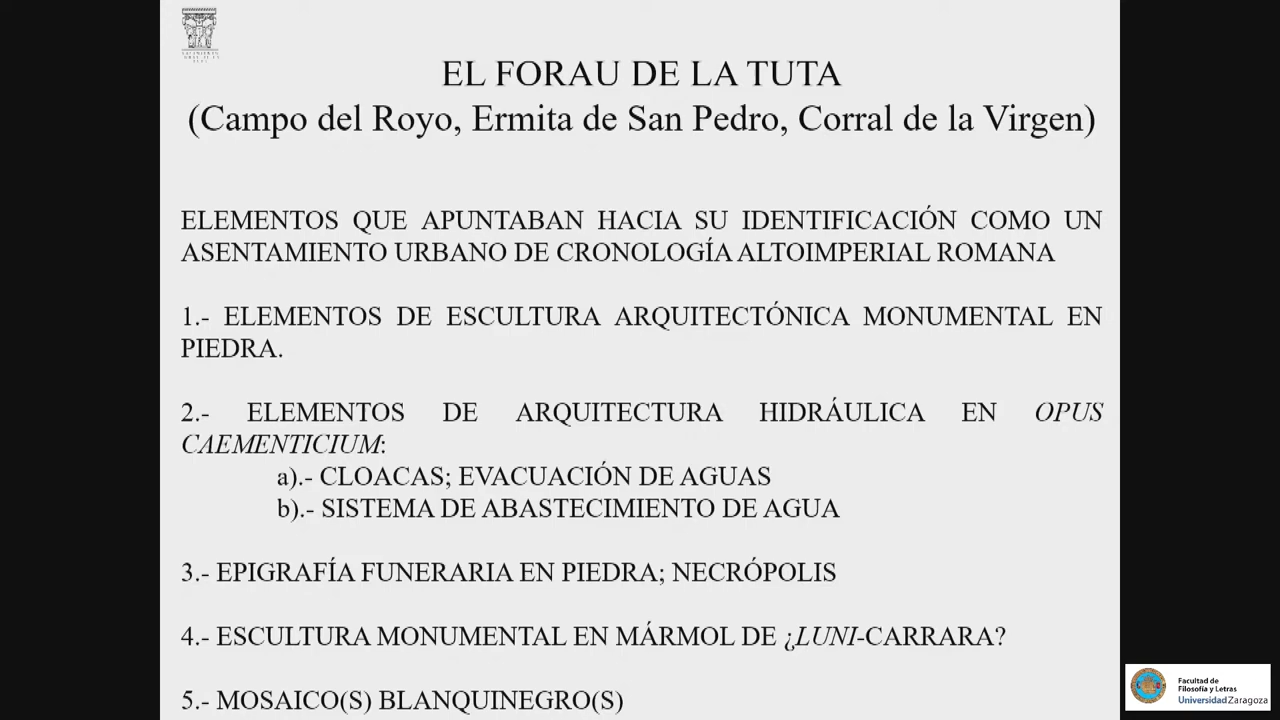 EL FORAU DE LA TUTA
(Campo del Royo, Ermita de San Pedro, Corral de la Virgen)
ELEMENTOS QUE APUNTABAN HACIA SU IDENTIFICACIÓN COMO UN
ASENTAMIENTO URBANO DE CRONOLOGÍA ALTOIMPERIAL ROMANA
1.- ELEMENTOS DE ESCULTURA ARQUITECTÓNICA MONUMENTAL EN
PIEDRA.
2.- ELEMENTOS DE ARQUITECTURA HIDRÁULICA EN OPUS
CAEMENTICIUM:
a).- CLOACAS; EVACUACIÓN DE AGUAS
b).- SISTEMA DE ABASTECIMIENTO DE AGUA
3.- EPIGRAFÍA FUNERARIA EN PIEDRA; NECRÓPOLIS
4.- ESCULTURA MONUMENTAL EN MÁRMOL DE ¿LUNI-CARRARA?
5.- MOSAICO(S) BLANQUINEGRO(S)
Facultad de
Filosofía y Letras
Universidad Zaragoza